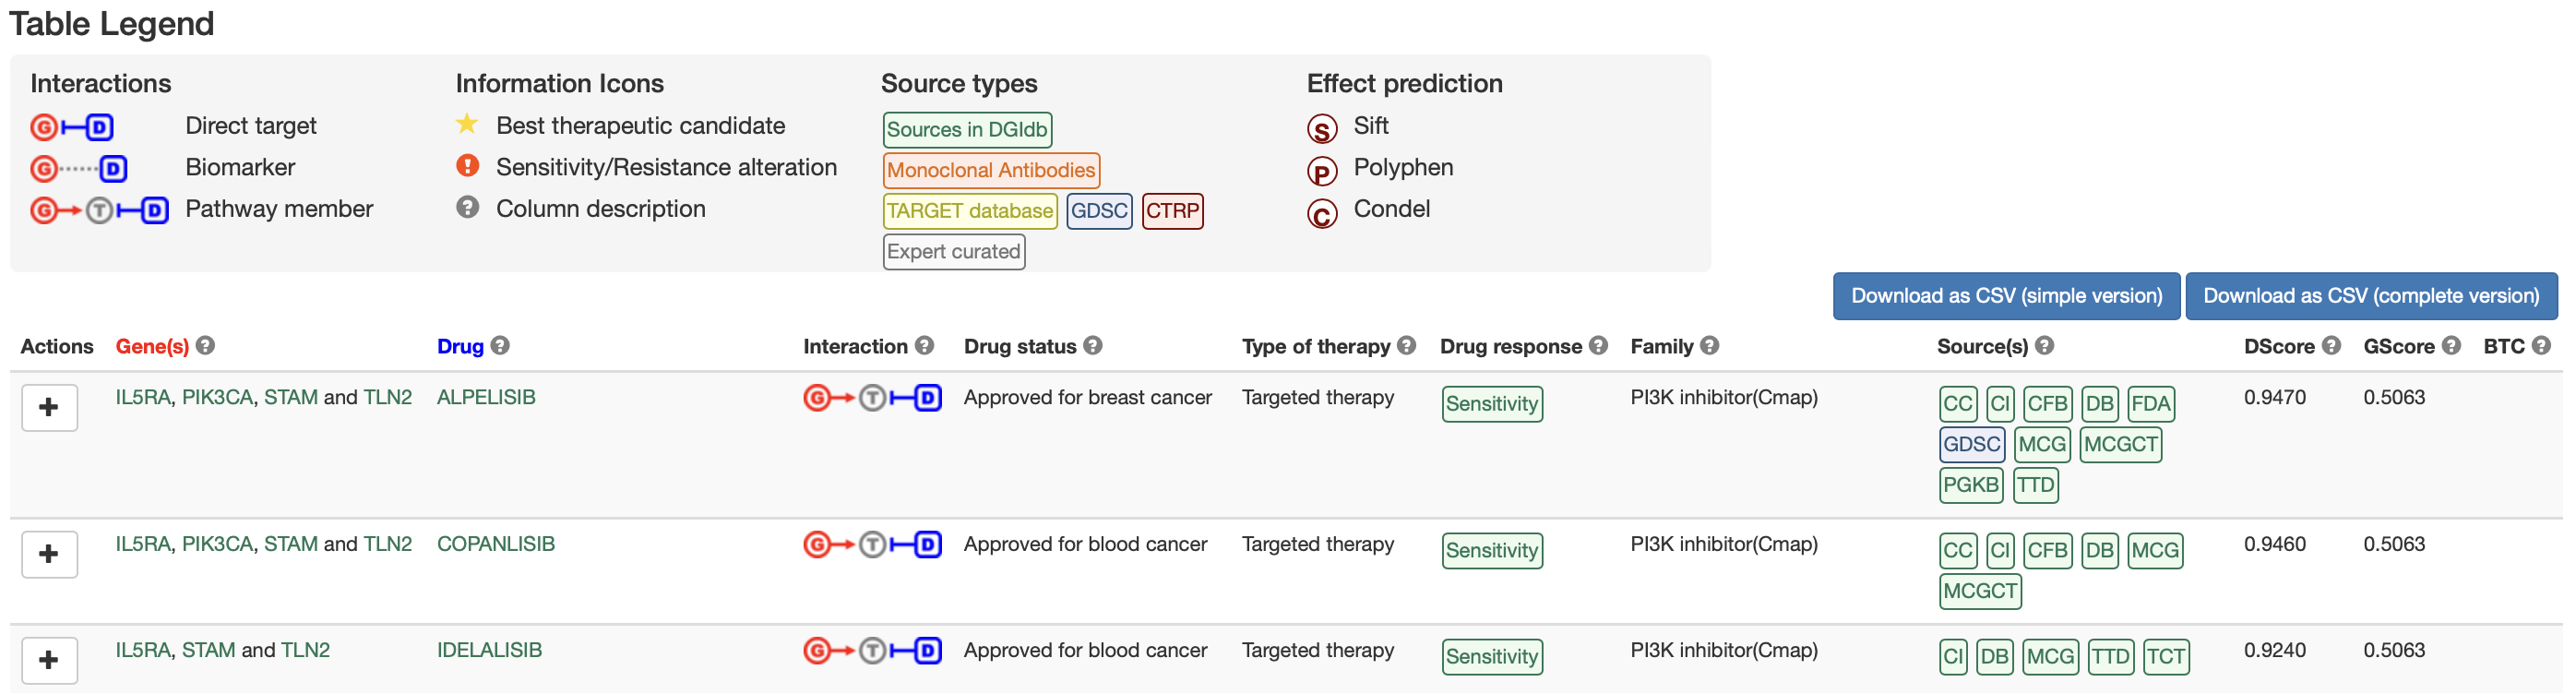 Table Legend
Interactions Information Icons Source types Effect prediction
G D Direct target Best therapeutic candidate Sources in DGIdb S Sift
G D Biomarker ! Sensitivity/Resistance alteration Monoclonal Antibodies P Polyphen
G T D Pathway member ? Column description TARGET database GDSC CTRP C Condel
Expert curated
Download as CSV (simple version) Download as CSV (complete version)
Actions Gene(s) ? Drug ? Interaction ? Drug status ? Type of therapy ? Drug response ? Family ? Source(s) ? DScore ? GScore ? BTC ?
+ IL5RA, PIK3CA, STAM and TLN2 ALPELISIB G T D Approved for breast cancer Targeted therapy Sensitivity PI3K inhibitor(Cmap) CC CI CFB DB FDA 0.9470 0.5063
GDSC MCG MCGCT
PGKB TTD
+ IL5RA, PIK3CA, STAM and TLN2 COPANLISIB G T D Approved for blood cancer Targeted therapy Sensitivity PI3K inhibitor(Cmap) CC CI CFB DB MCG 0.9460 0.5063
MCGCT
+ IL5RA, STAM and TLN2 IDELALISIB G T D Approved for blood cancer Targeted therapy Sensitivity PI3K inhibitor(Cmap) CI DB MCG TTD TCT 0.9240 0.5063